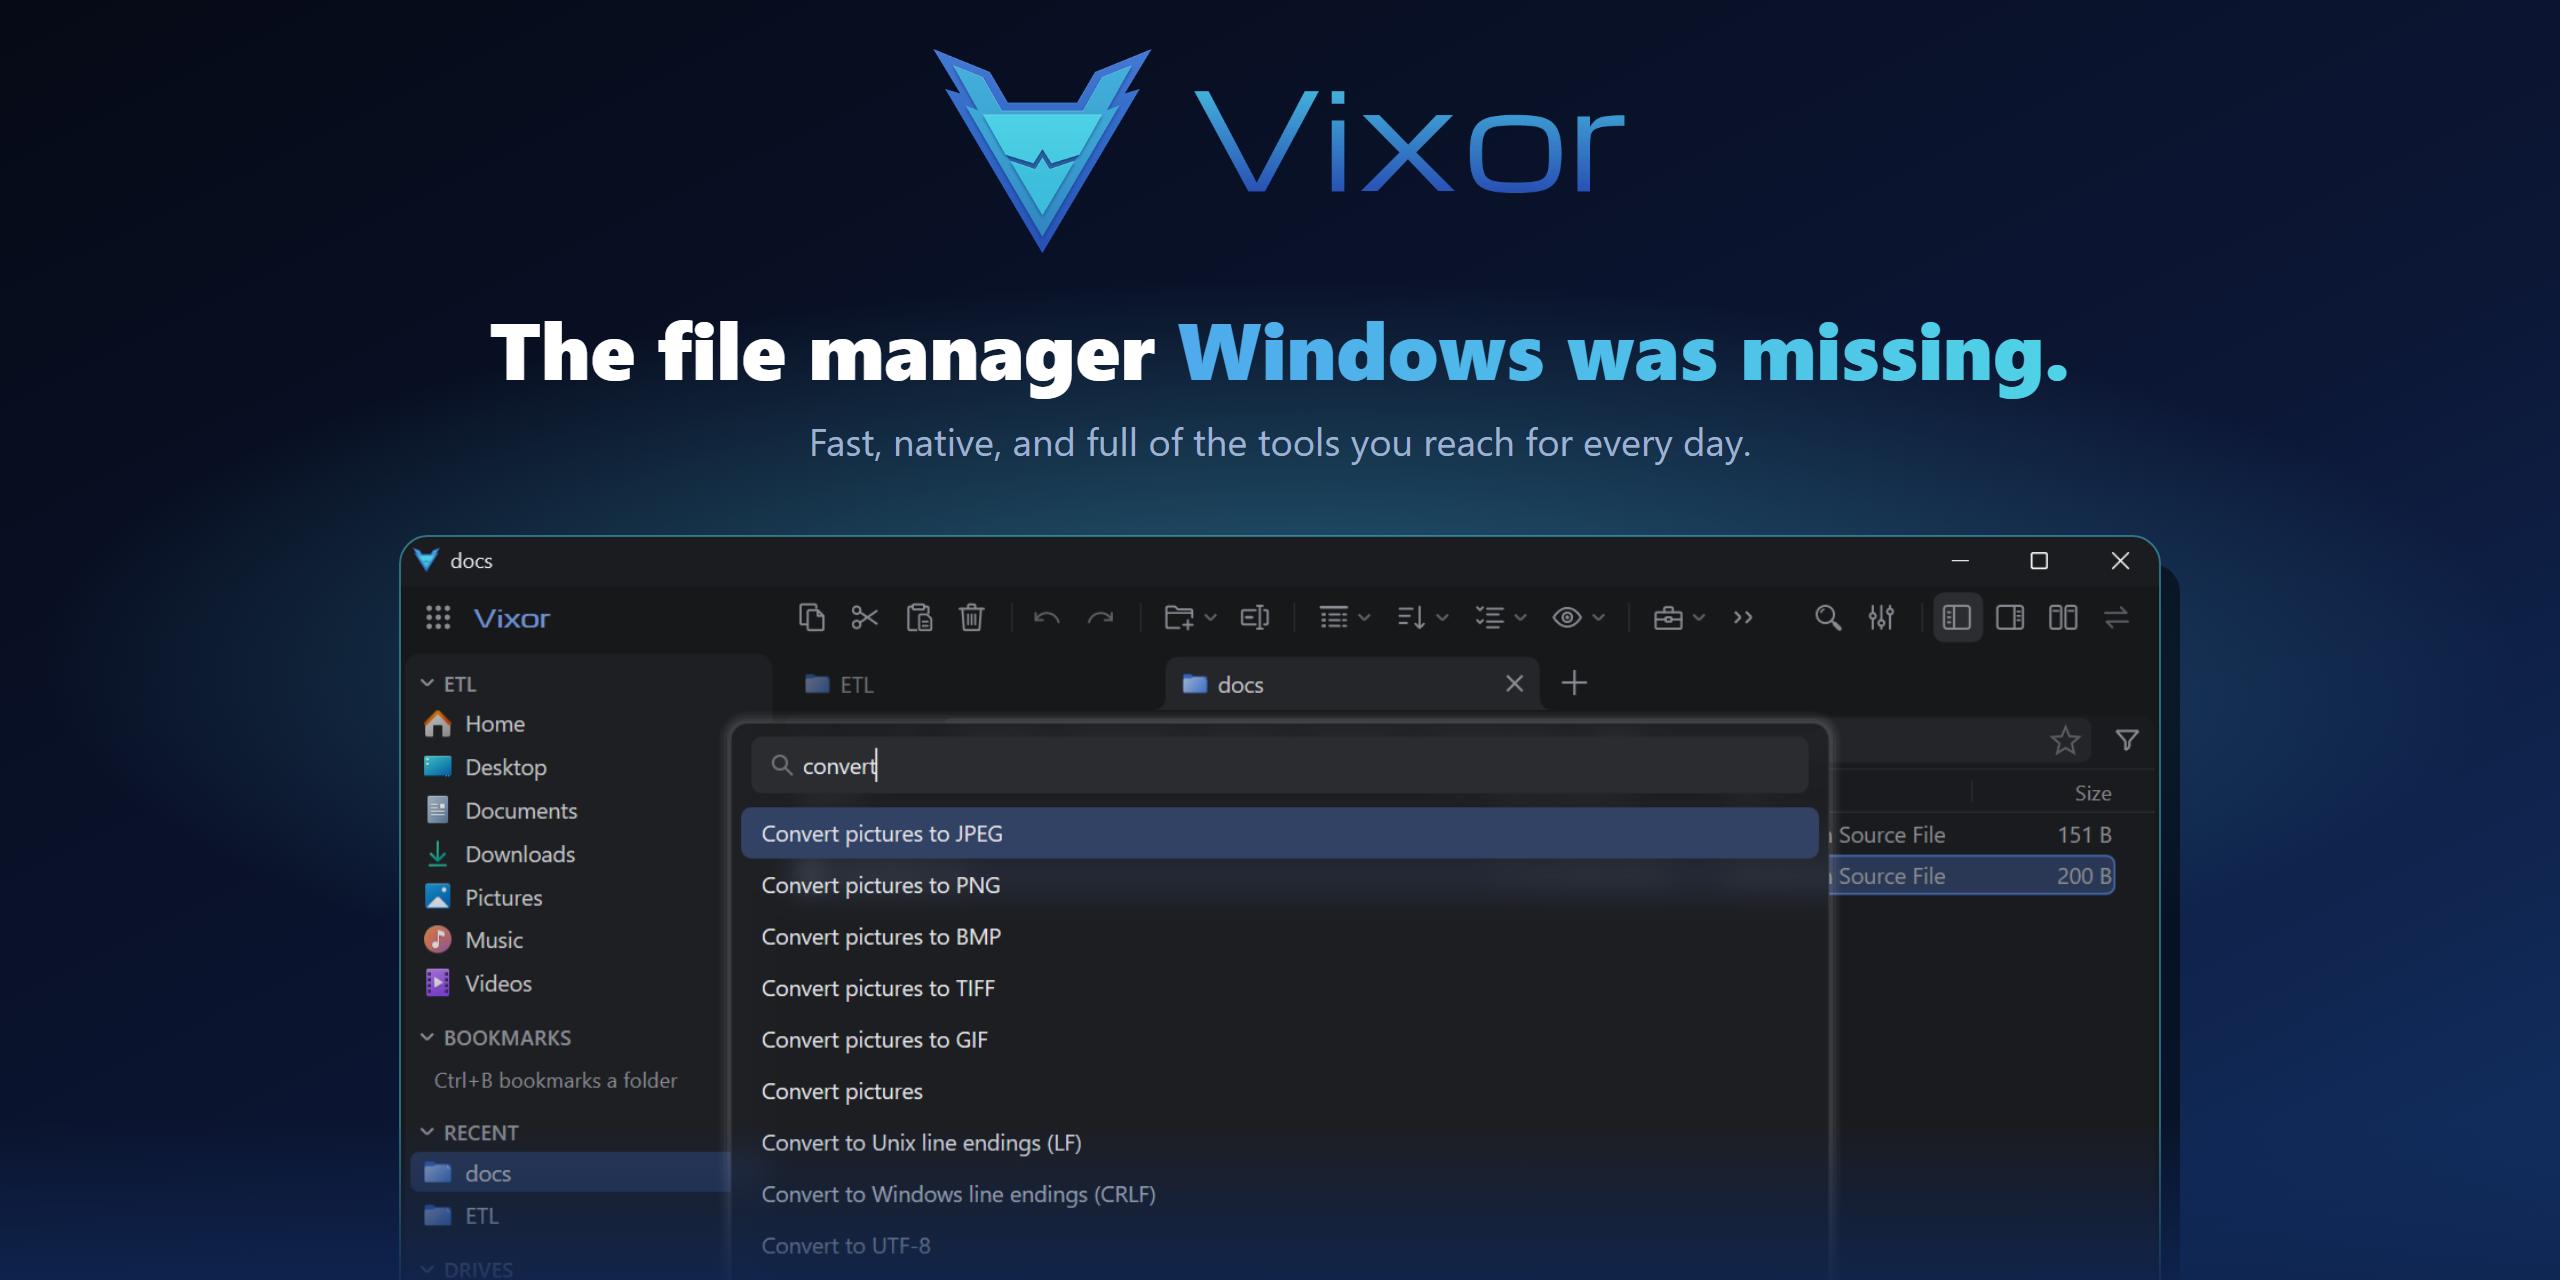 Vixor
The file manager Windows was missing.
Fast, native, and full of the tools you reach for every day.
docs
Vixor
ETL
Home
Desktop
Documents
Downloads
Pictures
Music
Videos
BOOKMARKS
Ctrl+B bookmarks a folder
RECENT
docs
ETL
DRIVES
ETL
docs
convert
Convert pictures to JPEG
Convert pictures to PNG
Convert pictures to BMP
Convert pictures to TIFF
Convert pictures to GIF
Convert pictures
Convert to Unix line endings (LF)
Convert to Windows line endings (CRLF)
Convert to UTF-8
Size
Source File 151 B
Source File 200 B